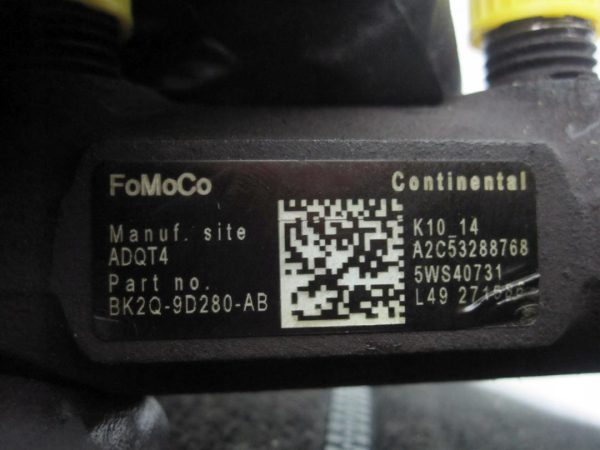 FoMoCo
Manuf. site
ADQT4
Part no.
BK2Q-9D280-AB
Continental
K10_14
A2C53288768
5WS40731
L49